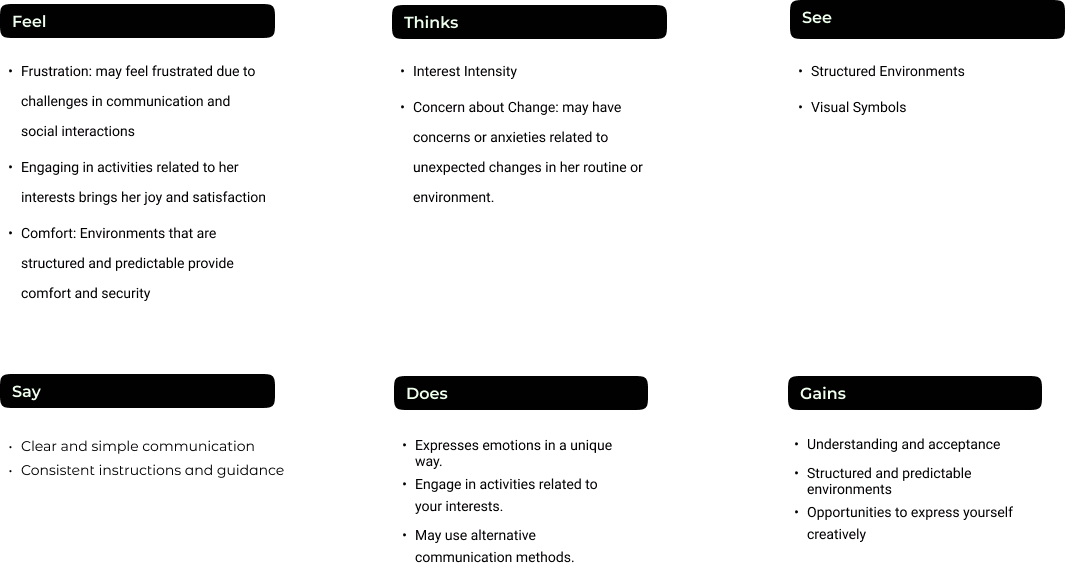 Feel
• Frustration: may feel frustrated due to
challenges in communication and
social interactions
• Engaging in activities related to her
interests brings her joy and satisfaction
• Comfort: Environments that are
structured and predictable provide
comfort and security
Thinks
• Interest Intensity
• Concern about Change: may have
concerns or anxieties related to
unexpected changes in her routine or
environment.
See
• Structured Environments
• Visual Symbols
Say
• Clear and simple communication
• Consistent instructions and guidance
Does
• Expresses emotions in a unique
way.
• Engage in activities related to
your interests.
• May use alternative
communication methods.
Gains
• Understanding and acceptance
• Structured and predictable
environments
• Opportunities to express yourself
creatively